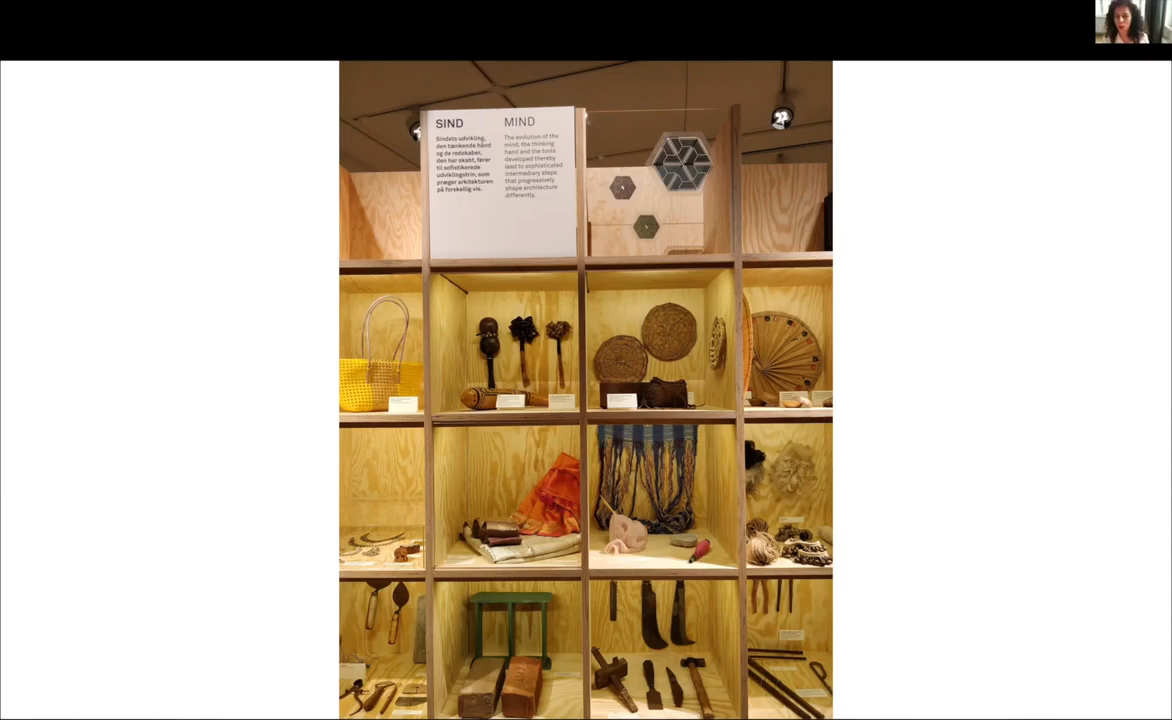 SIND
Sindets udvikling,
den tænkende hånd
og de redskaber,
den har skabt, fører
til sofistikerede
udviklingstrin, som
præger arkitekturen
på forskellig vis.
MIND
The evolution of the
mind, the thinking
hand and the tools
developed thereby
lead to sophisticated
intermediary steps
that progressively
shape architecture
differently.